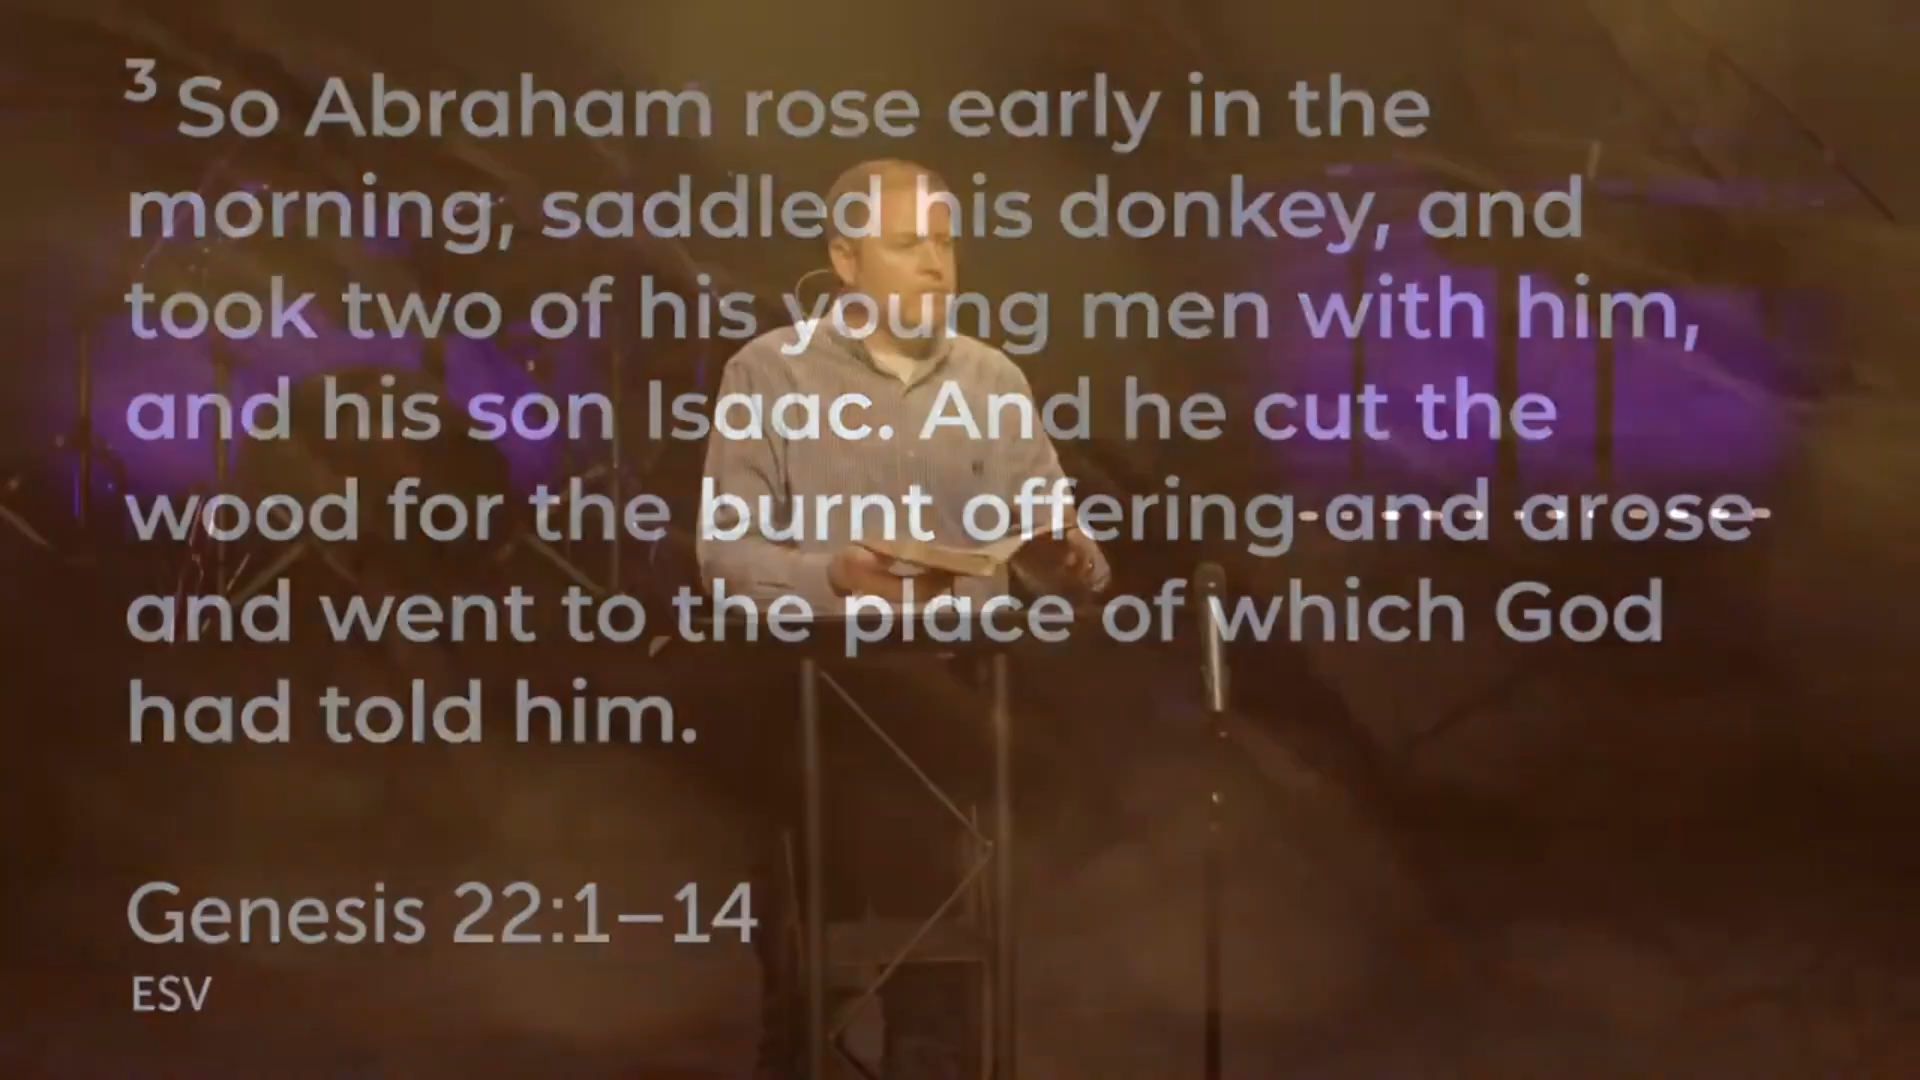 3 So Abraham rose early in the
morning, saddled his donkey, and
took two of his young men with him,
and his son Isaac. And he cut the
wood for the burnt offering and arose
and went to the place of which God
had told him.
Genesis 22:1–14
ESV